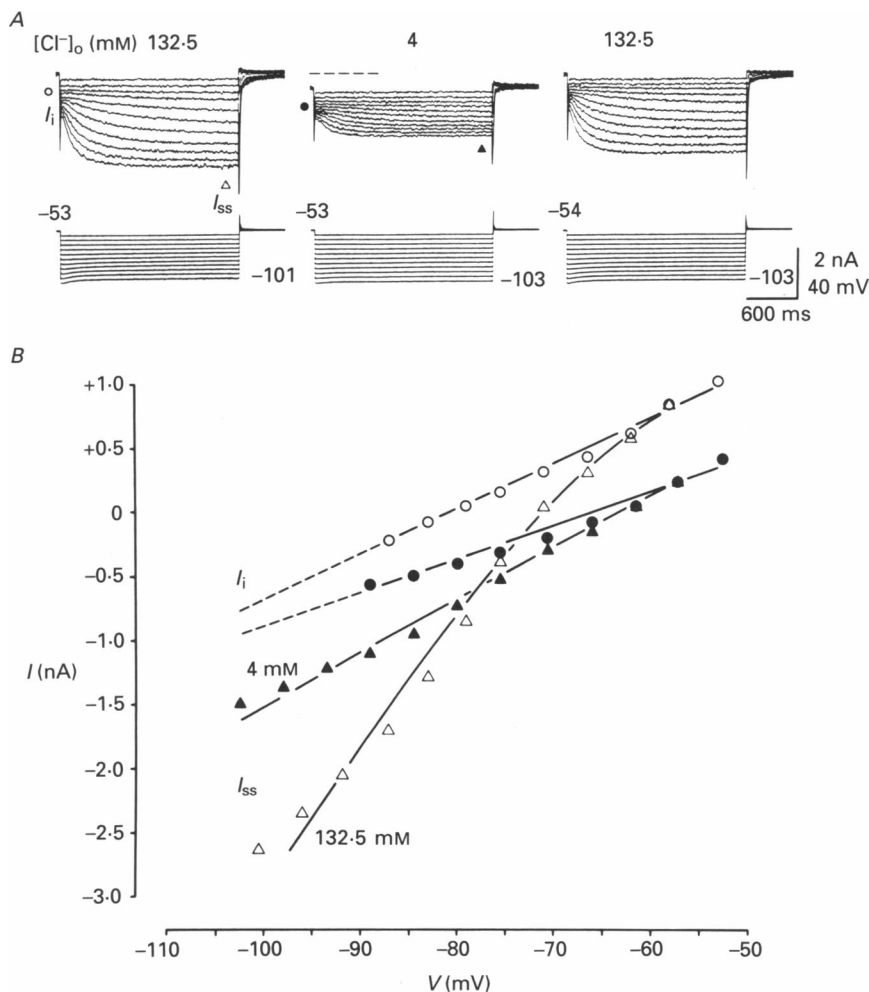 A
[Cl⁻]ₒ (mM) 132·5 4 132·5
Iᵢ
Iₛₛ
−53 −53 −54
−101 −103 −103
2 nA
40 mV
600 ms
B
+1·0
+0·5
0
−0·5
−1·0
−1·5
−2·0
−2·5
−3·0
I (nA)
Iᵢ
4 mM
Iₛₛ
132·5 mM
−110 −100 −90 −80 −70 −60 −50
V (mV)